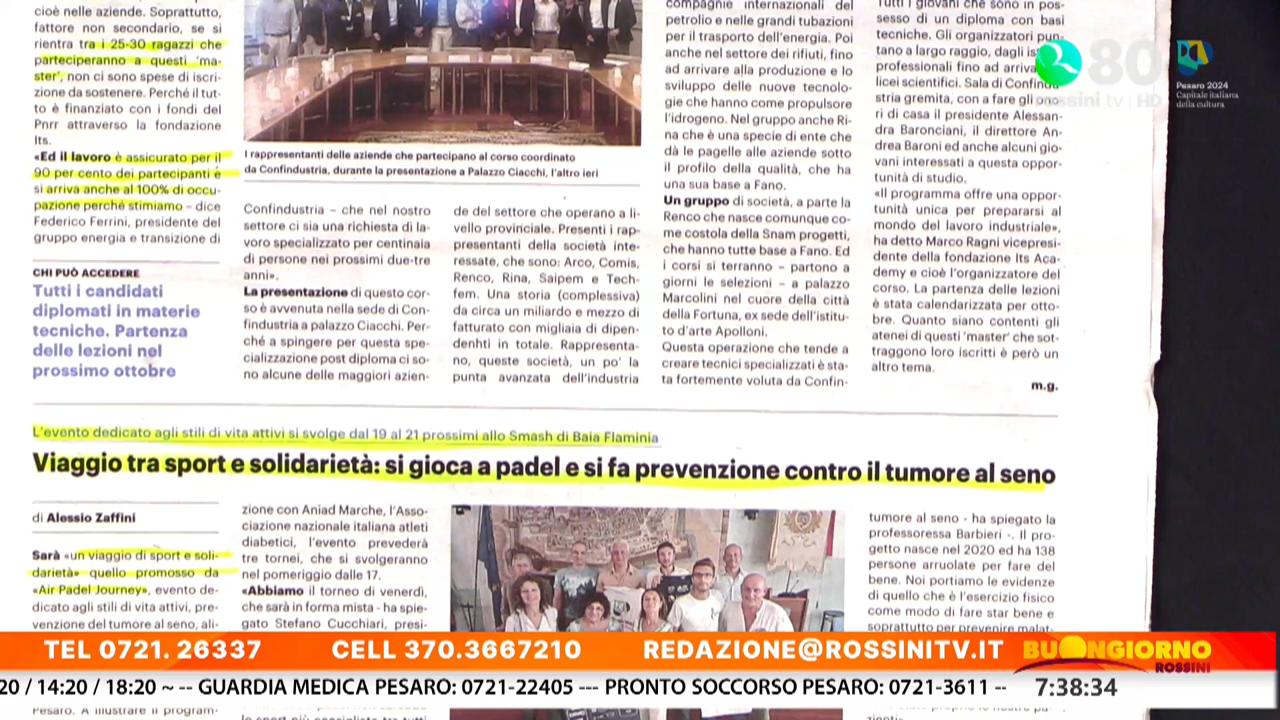 cioè nelle aziende. Soprattutto,
fattore non secondario, se si
rientra tra i 25-30 ragazzi che
parteciperanno a questi 'ma-
ster', non ci sono spese di iscri-
zione da sostenere. Perché il tut-
to è finanziato con i fondi del
Pnrr attraverso la fondazione
Its.
«Ed il lavoro è assicurato per il
90 per cento dei partecipanti e
si arriva anche al 100% di occu-
pazione perché stimiamo – dice
Federico Ferrini, presidente del
gruppo energia e transizione di
CHI PUÒ ACCEDERE
Tutti i candidati
diplomati in materie
tecniche. Partenza
delle lezioni nel
prossimo ottobre
I rappresentanti delle aziende che partecipano al corso coordinato
da Confindustria, durante la presentazione a Palazzo Ciacchi, l'altro ieri
Confindustria – che nel nostro
settore ci sia una richiesta di la-
voro specializzato per centinaia
di persone nei prossimi due-tre
anni».
La presentazione di questo cor-
so è avvenuta nella sede di Con-
findustria a palazzo Ciacchi. Per-
ché a spingere per questa spe-
cializzazione post diploma ci so-
no alcune delle maggiori azien-
de del settore che operano a li-
vello provinciale. Presenti i rap-
presentanti della società inte-
ressate, che sono: Arco, Comis,
Renco, Rina, Saipem e Tech-
fem. Una storia (complessiva)
da circa un miliardo e mezzo di
fatturato con migliaia di dipen-
denhti in totale. Rappresenta-
no, queste società, un po' la
punta avanzata dell'industria
compagnie internazionali del
petrolio e nelle grandi tubazioni
per il trasporto dell'energia. Poi
anche nel settore dei rifiuti, fino
ad arrivare alla produzione e lo
sviluppo delle nuove tecnolo-
gie che hanno come propulsore
l'idrogeno. Nel gruppo anche Ri-
na che è una specie di ente che
dà le pagelle alle aziende sotto
il profilo della qualità, che ha
una sua base a Fano.
Un gruppo di società, a parte la
Renco che nasce comunque co-
me costola della Snam progetti,
che hanno tutte base a Fano. Ed
i corsi si terranno – partono a
giorni le selezioni – a palazzo
Marcolini nel cuore della città
della Fortuna, ex sede dell'istitu-
to d'arte Apolloni.
Questa operazione che tende a
creare tecnici specializzati è sta-
ta fortemente voluta da Confin-
Tutti i giovani che sono in pos-
sesso di un diploma con basi
tecniche. Gli organizzatori pun-
tano a largo raggio, dagli
professionali fino ad arriva
licei scientifici. Sala di Confindu-
stria gremita, con a fare gli
ri di casa il presidente Alessan-
dra Baronciani, il direttore An-
drea Baroni ed anche alcuni gio-
vani interessati a questa oppor-
tunità di studio.
«Il programma offre una oppor-
tunità unica per prepararsi al
mondo del lavoro industriale»,
ha detto Marco Ragni vicepresi-
dente della fondazione Its Aca-
demy e cioè l'organizzatore del
corso. La partenza delle lezioni
è stata calendarizzata per otto-
bre. Quanto siano contenti gli
atenei di questi 'master' che sot-
traggono loro iscritti è però un
altro tema.
m.g.
80
rossini tv | HD
Pesaro 2024
Capitale italiana
della cultura
L'evento dedicato agli stili di vita attivi si svolge dal 19 al 21 prossimi allo Smash di Baia Flaminia
Viaggio tra sport e solidarietà: si gioca a padel e si fa prevenzione contro il tumore al seno
di Alessio Zaffini
Sarà «un viaggio di sport e soli-
darietà» quello promosso da
«Air Padel Journey», evento de-
dicato agli stili di vita attivi, pre-
venzione del tumore al seno, ali-
Pesaro. A illustrare il program-
zione con Aniad Marche, l'Asso-
ciazione nazionale italiana atleti
diabetici, l'evento prevederà
tre tornei, che si svolgeranno
nel pomeriggio dalle 17.
«Abbiamo il torneo di venerdì,
che sarà in forma mista - ha spie-
gato Stefano Cucchiari, presi-
tumore al seno - ha spiegato la
professoressa Barbieri -. Il pro-
getto nasce nel 2020 ed ha 138
persone arruolate per fare del
bene. Noi portiamo le evidenze
di quello che è l'esercizio fisico
come modo di fare star bene e
soprattutto per prevenire malat-
TEL 0721. 26337 CELL 370.3667210 REDAZIONE@ROSSINITV.IT
BUONGIORNO
ROSSINI
20 / 14:20 / 18:20 ~ -- GUARDIA MEDICA PESARO: 0721-22405 --- PRONTO SOCCORSO PESARO: 0721-3611 --
7:38:34